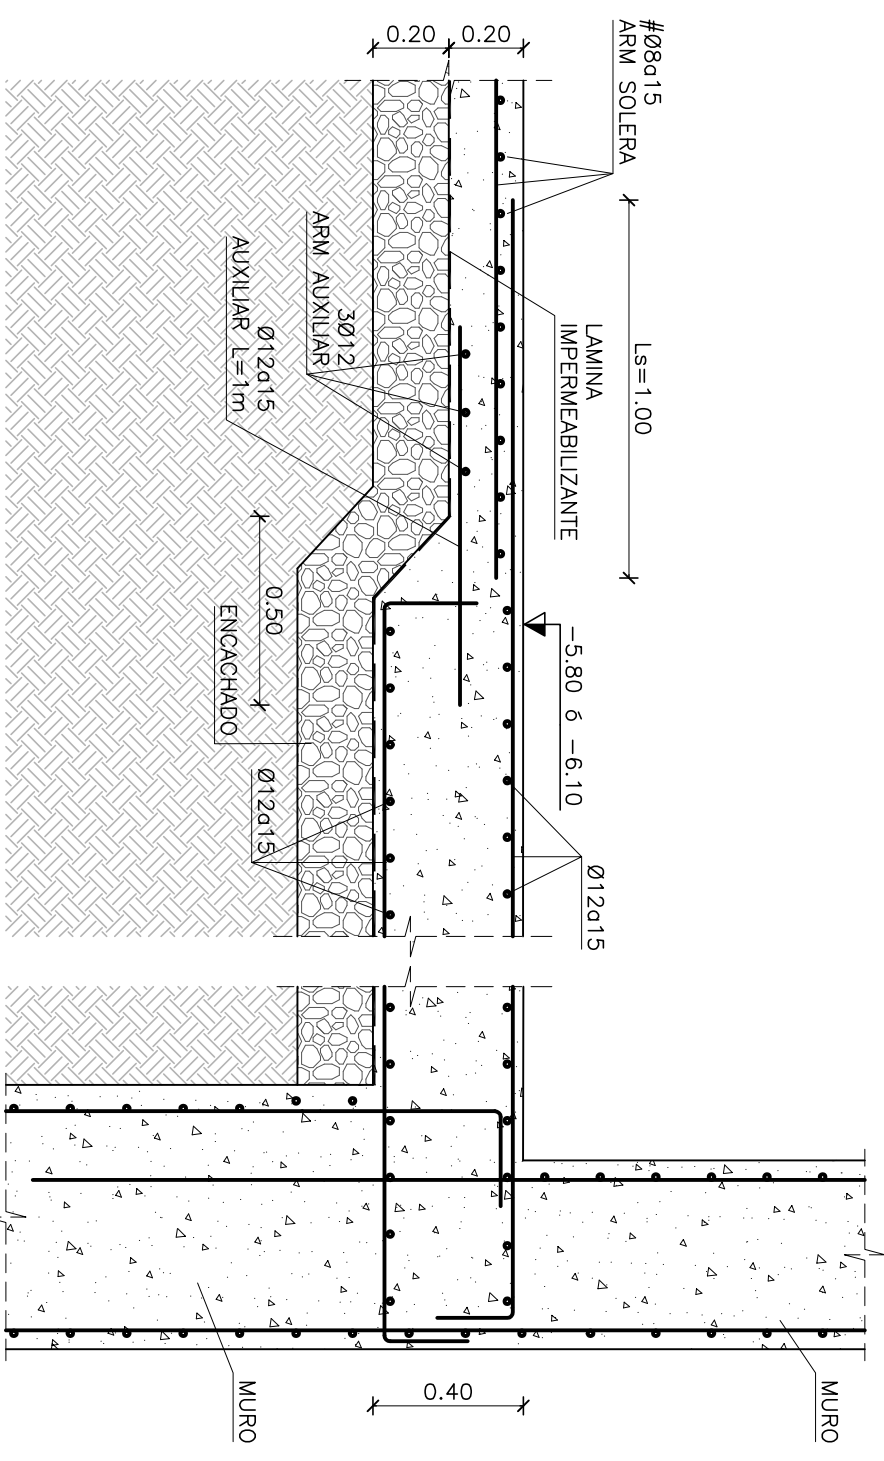 0.20
0.20
#Ø8a15
ARM SOLERA
Ls=1.00
LAMINA
IMPERMEABILIZANTE
-5.80 ó -6.10
Ø12a15
3Ø12
ARM AUXILIAR
Ø12a15
AUXILIAR L=1m
0.50
ENCACHADO
Ø12a15
0.40
MURO
MURO